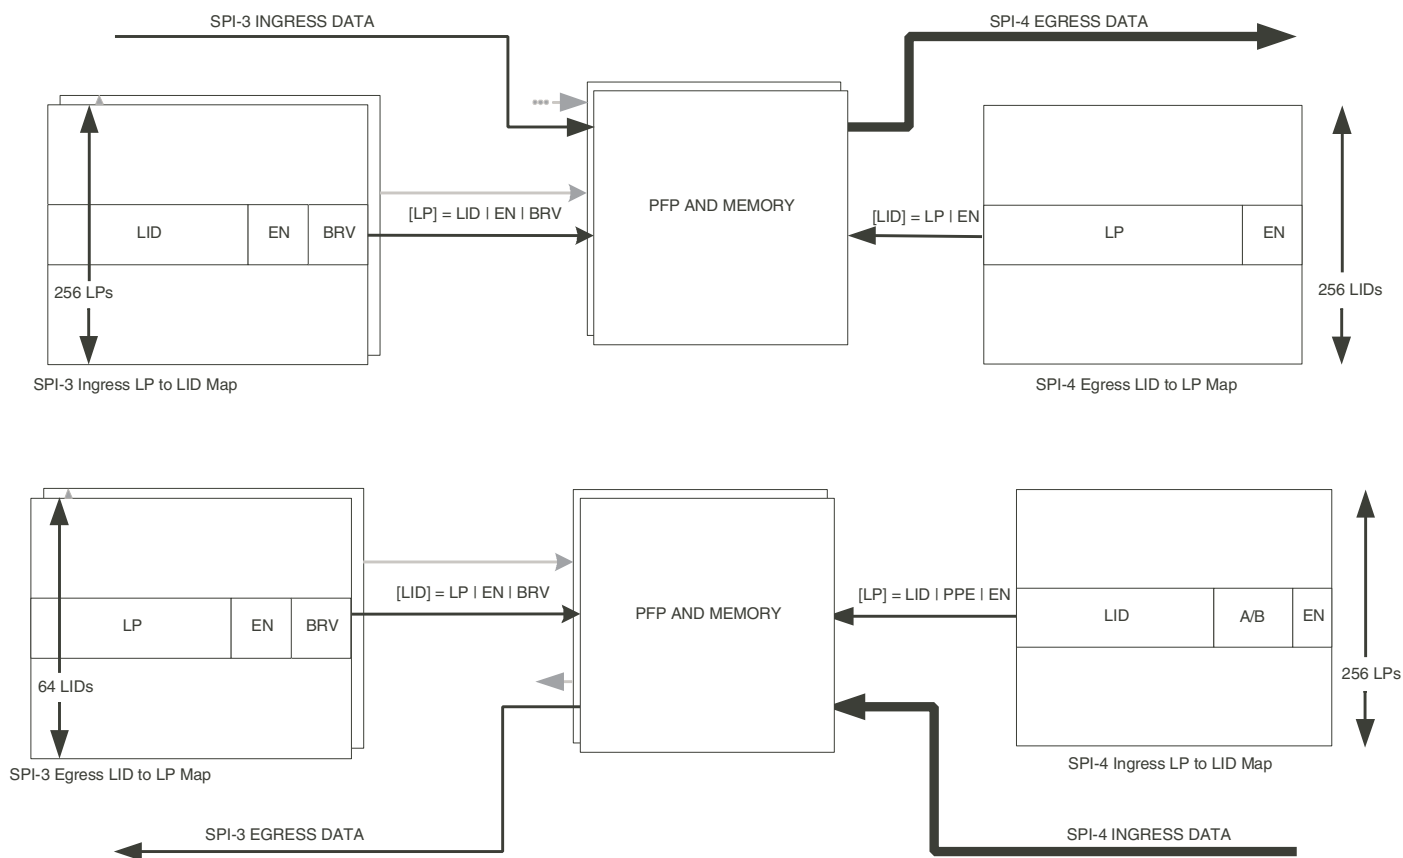 SPI-3 INGRESS DATA
SPI-4 EGRESS DATA
PFP AND MEMORY
[LP] = LID | EN | BRV
[LID] = LP | EN
LID
EN
BRV
LP
EN
256 LPs
256 LIDs
SPI-3 Ingress LP to LID Map
SPI-4 Egress LID to LP Map
[LID] = LP | EN | BRV
[LP] = LID | PPE | EN
PFP AND MEMORY
LP
EN
BRV
LID
A/B
EN
64 LIDs
256 LPs
SPI-3 Egress LID to LP Map
SPI-4 Ingress LP to LID Map
SPI-3 EGRESS DATA
SPI-4 INGRESS DATA